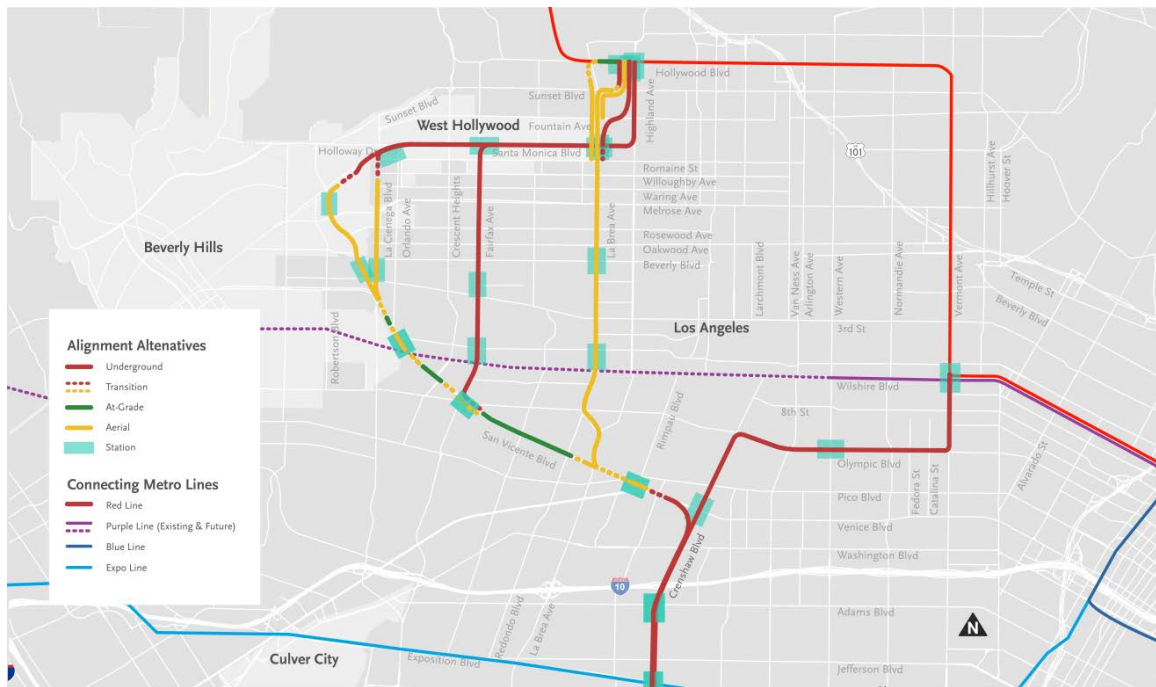 Hollywood Blvd
Sunset Blvd
Sunset Blvd
Highland Ave
West Hollywood
Fountain Ave
Holloway Dr
Santa Monica Blvd
101
Romaine St
Willoughby Ave
Waring Ave
Melrose Ave
Hillhurst Ave
Hoover St
La Cienega Blvd
Orlando Ave
Crescent Heights
Fairfax Ave
La Brea Ave
Rosewood Ave
Oakwood Ave
Beverly Blvd
Beverly Hills
Larchmont Blvd
Van Ness Ave
Arlington Ave
Western Ave
Normandie Ave
Vermont Ave
Temple St
Beverly Blvd
Robertson Blvd
Los Angeles
3rd St
Wilshire Blvd
Rimpau Blvd
8th St
San Vicente Blvd
Olympic Blvd
Fedora St
Catalina St
Alvarado St
Pico Blvd
Venice Blvd
Crenshaw Blvd
Washington Blvd
10
Redondo Blvd
La Brea Ave
Adams Blvd
N
Culver City
Exposition Blvd
Jefferson Blvd
Alignment Altenatives
Underground
Transition
At-Grade
Aerial
Station
Connecting Metro Lines
Red Line
Purple Line (Existing & Future)
Blue Line
Expo Line